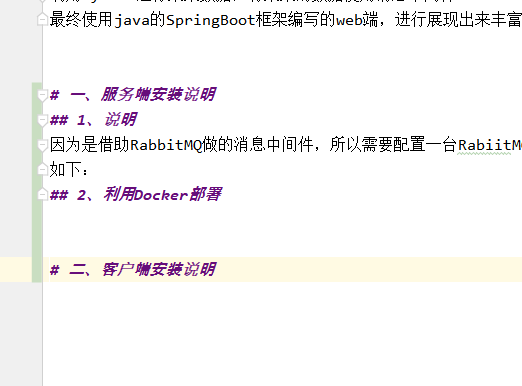 最终使用java的SpringBoot框架编写的web端，进行展现出来丰富
# 一、服务端安装说明
## 1、说明
因为是借助RabbitMQ做的消息中间件，所以需要配置一台RabiitM
如下：
## 2、利用Docker部署
# 二、客户端安装说明